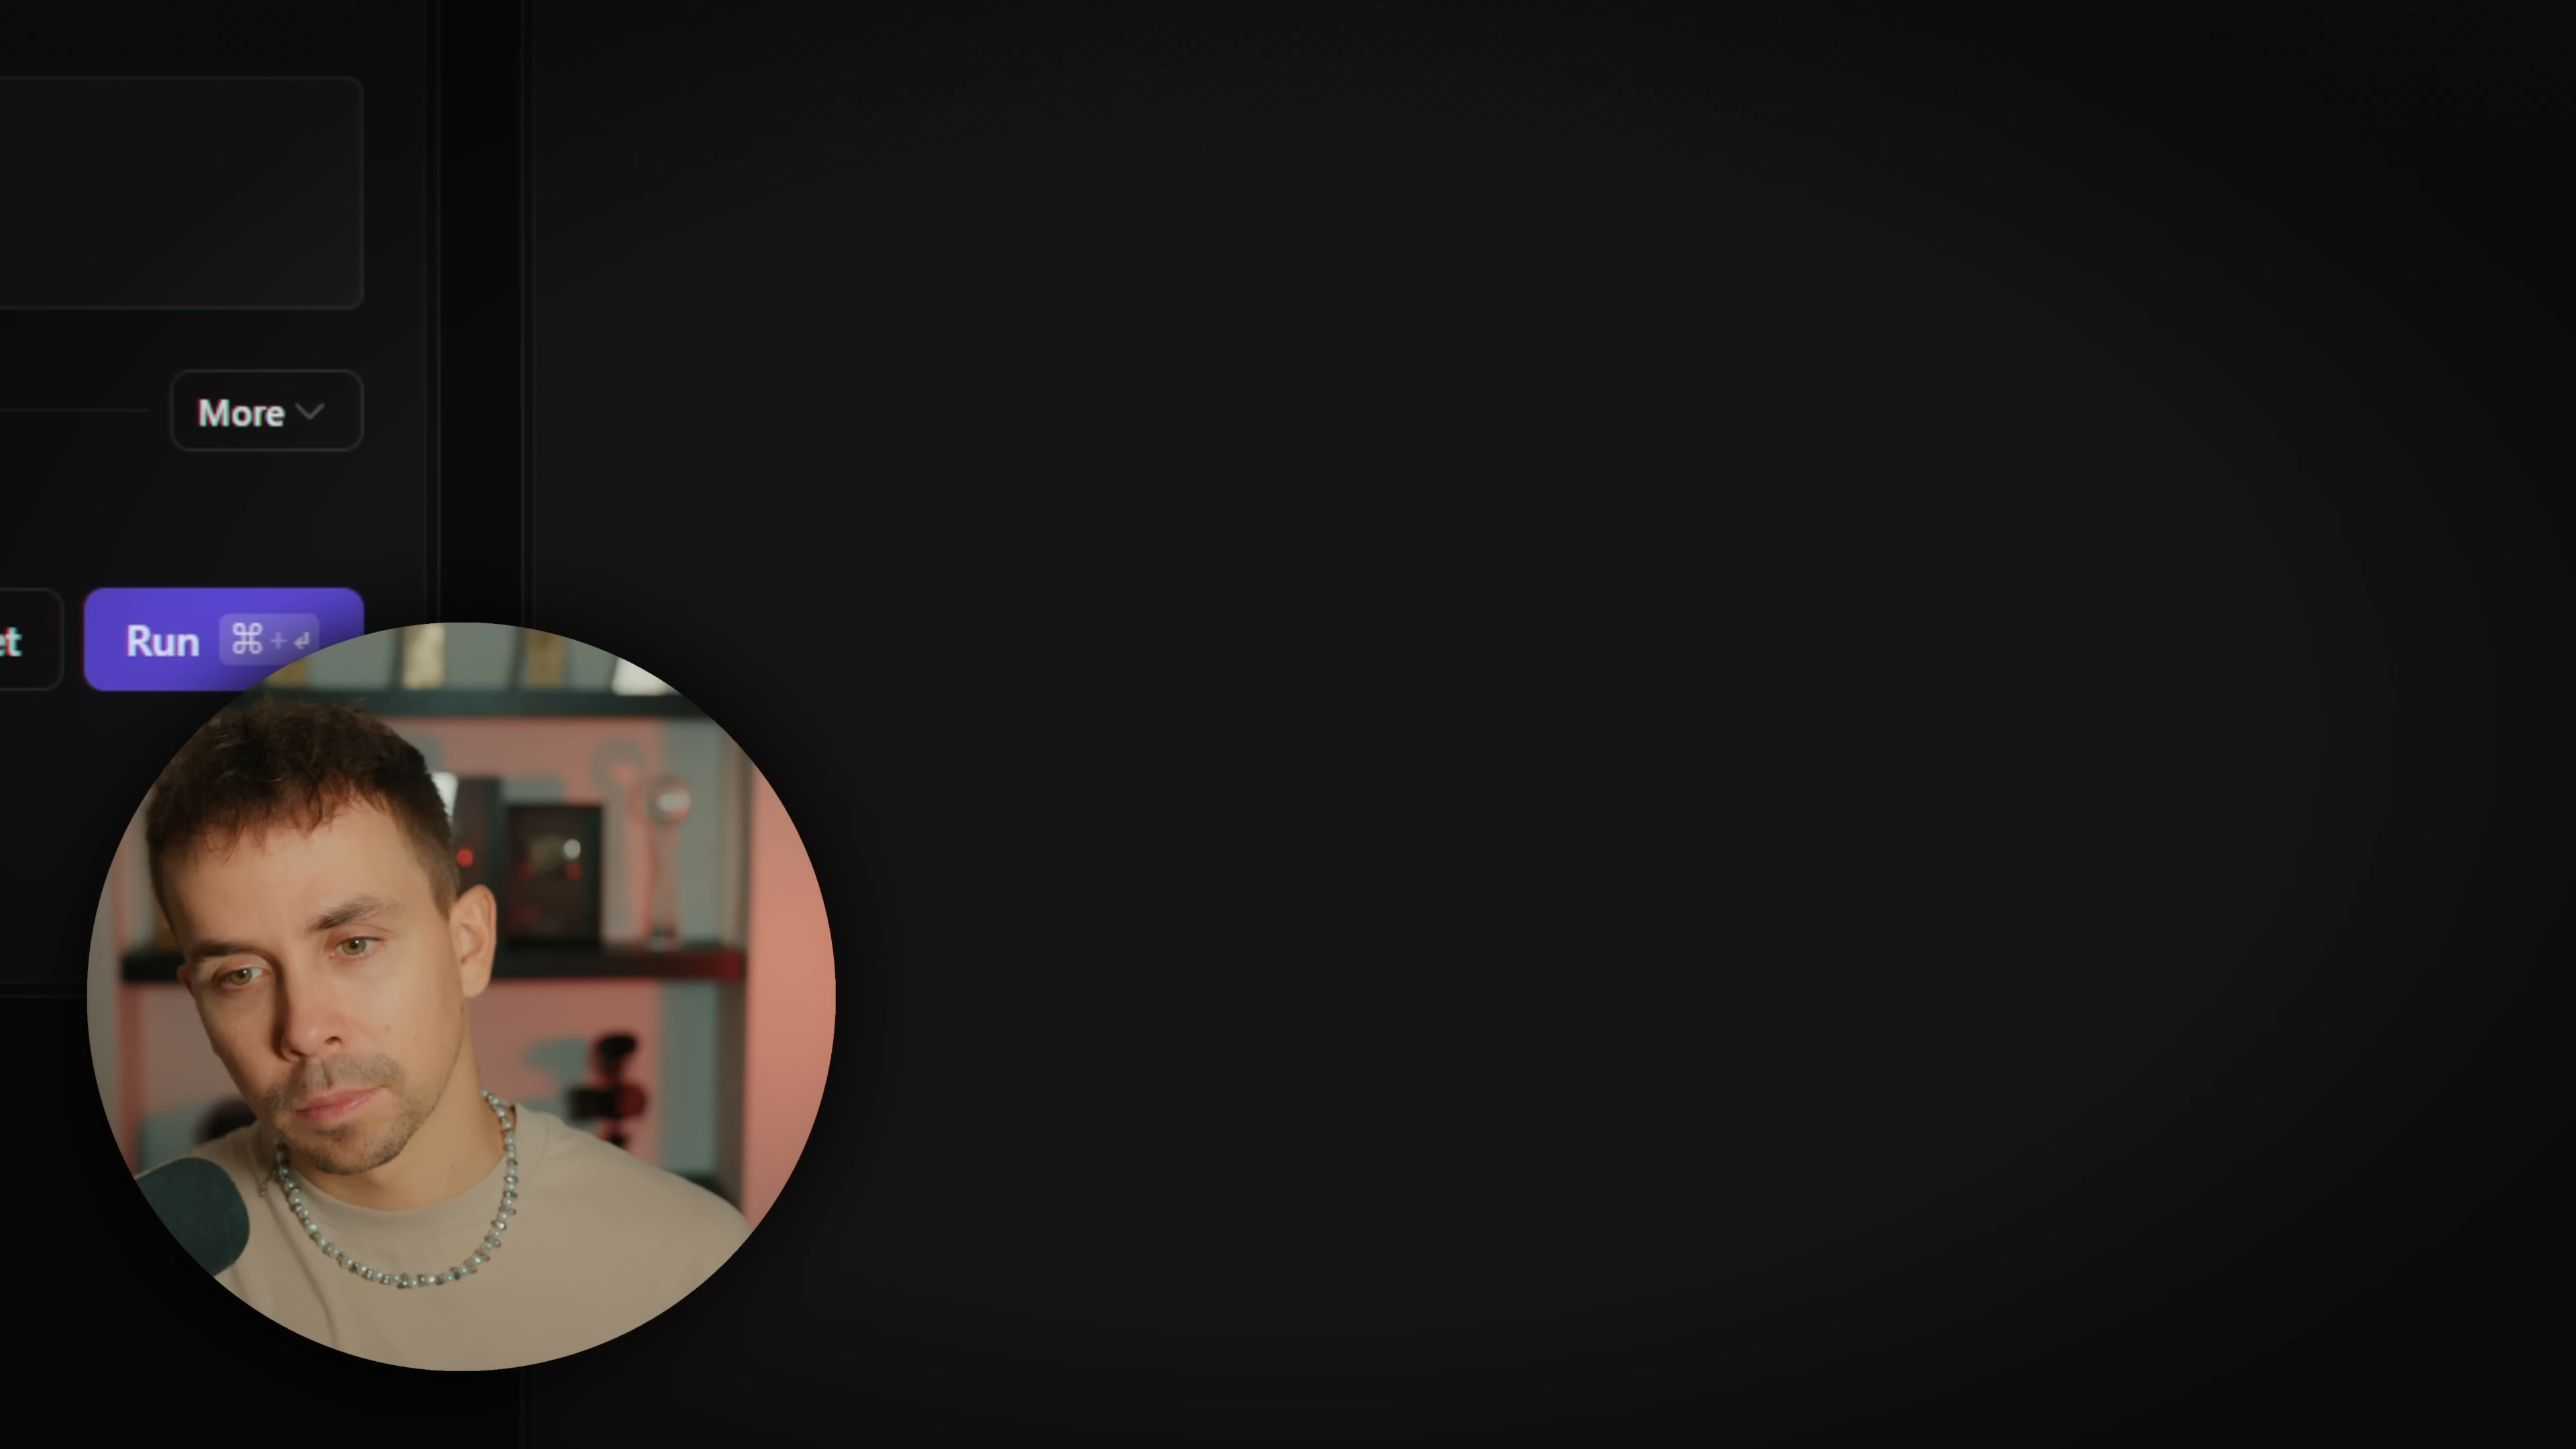 More
et
Run ⌘ + ↵